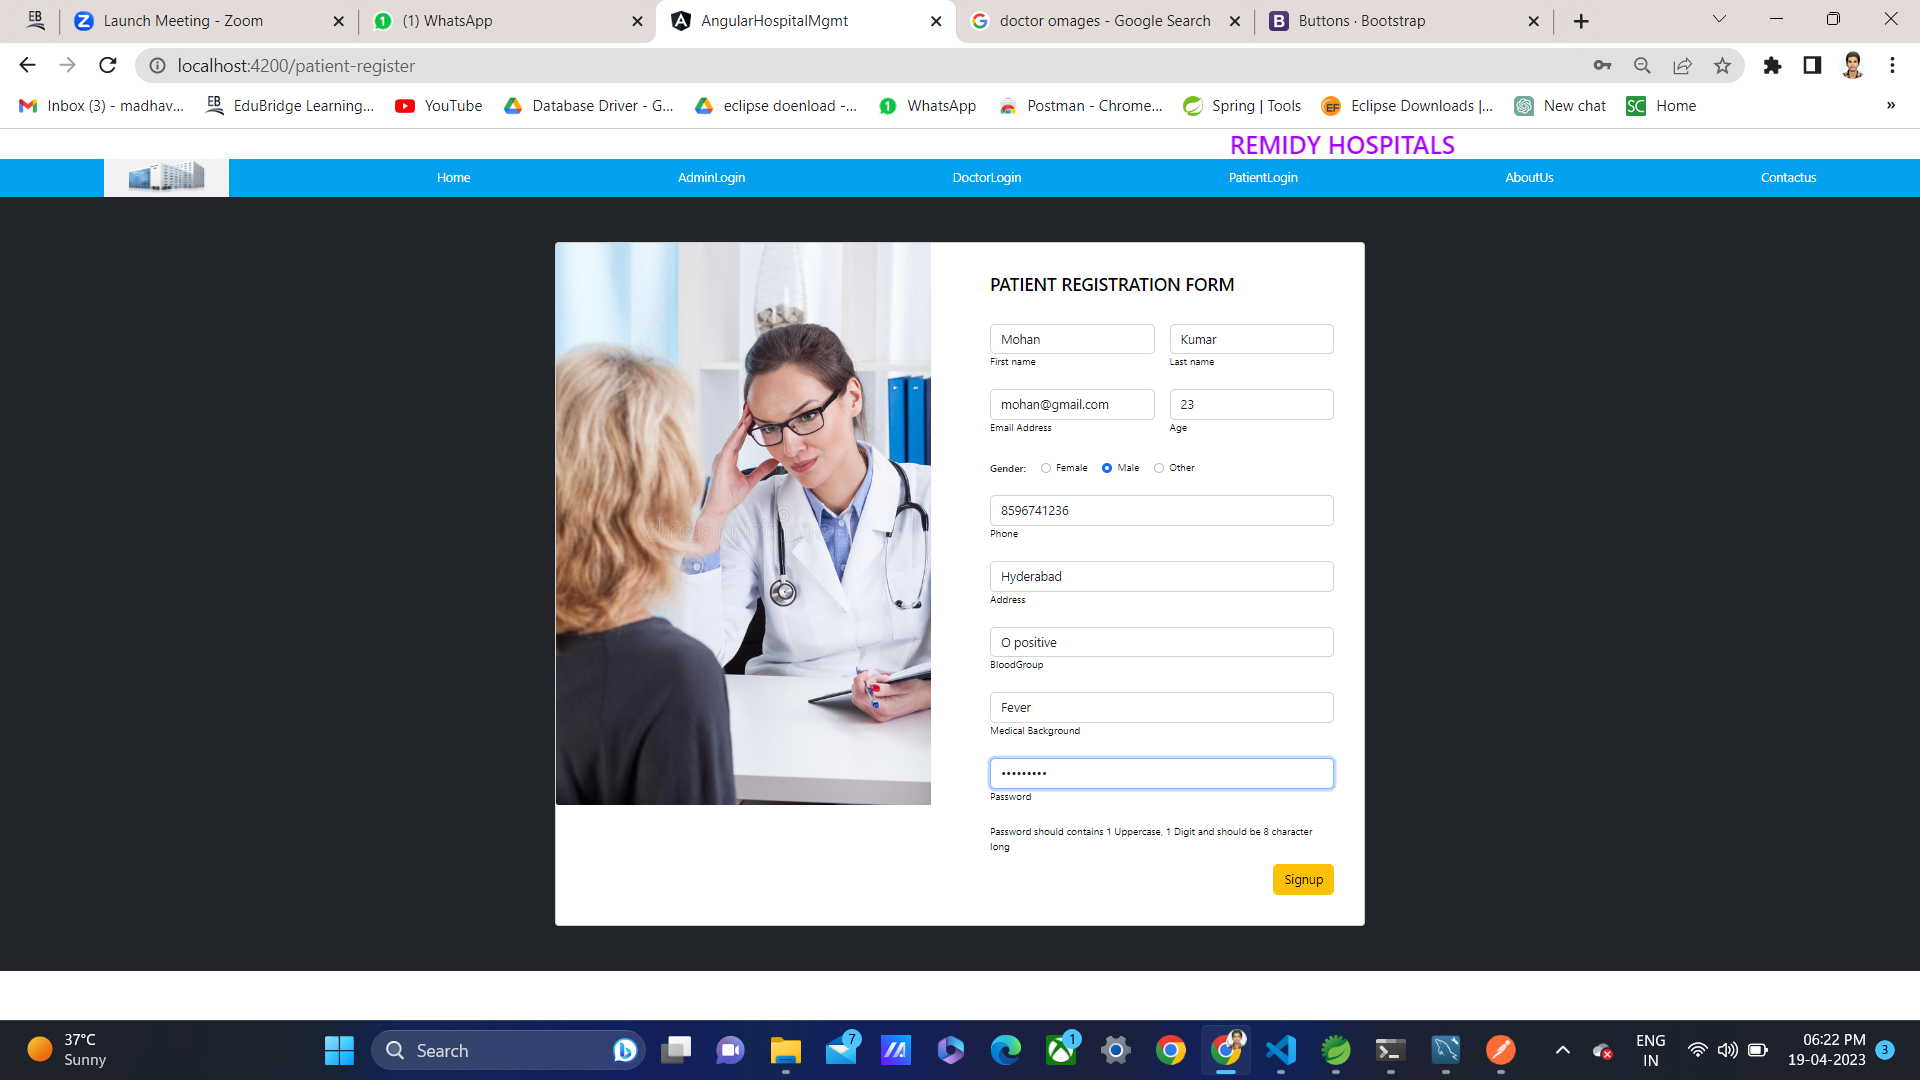 EB
Launch Meeting - Zoom
(1) WhatsApp
AngularHospitalMgmt
doctor omages - Google Search
B
Buttons · Bootstrap
localhost:4200/patient-register
Inbox (3) - madhav...
EB
EduBridge Learning...
YouTube
Database Driver - G...
eclipse doenload -...
WhatsApp
Postman - Chrome...
Spring | Tools
EF
Eclipse Downloads |...
New chat
SC
Home
»
REMIDY HOSPITALS
Home
AdminLogin
DoctorLogin
PatientLogin
AboutUs
Contactus
PATIENT REGISTRATION FORM
Mohan
Kumar
First name
Last name
mohan@gmail.com
23
Email Address
Age
Gender:
Female
Male
Other
8596741236
Phone
Hyderabad
Address
O positive
BloodGroup
Fever
Medical Background
•••••••••
Password
Password should contains 1 Uppercase, 1 Digit and should be 8 character
long
Signup
37°C
Sunny
Search
7
1
ENG
IN
06:22 PM
19-04-2023
3